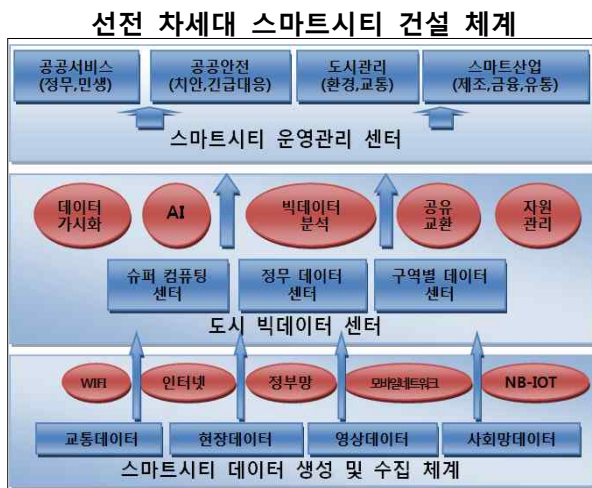 선전 차세대 스마트시티 건설 체계
공공서비스
(정무,민생)
공공안전
(치안,긴급대응)
도시관리
(환경,교통)
스마트산업
(제조,금융,유통)
스마트시티 운영관리 센터
데이터
가시화
AI
빅데이터
분석
공유
교환
자원
관리
슈퍼 컴퓨팅
센터
정무 데이터
센터
구역별 데이터
센터
도시 빅데이터 센터
WIFI
인터넷
정부망
모바일네트워크
NB-IOT
교통데이터
현장데이터
영상데이터
사회망데이터
스마트시티 데이터 생성 및 수집 체계